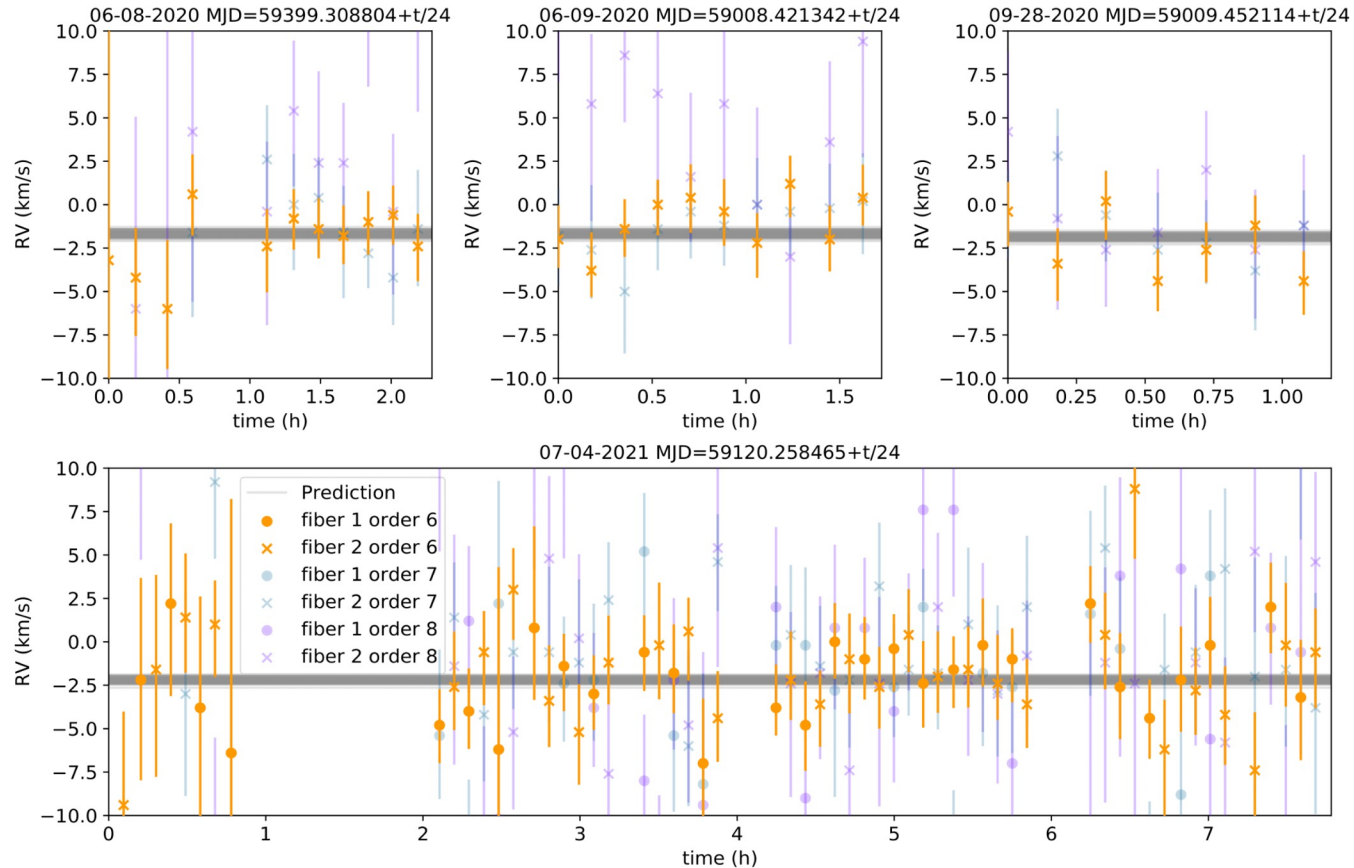 06-08-2020 MJD=59399.308804+t/24
10.0
7.5
5.0
2.5
0.0
−2.5
−5.0
−7.5
−10.0
RV (km/s)
0.0 0.5 1.0 1.5 2.0
time (h)
06-09-2020 MJD=59008.421342+t/24
10.0
7.5
5.0
2.5
0.0
−2.5
−5.0
−7.5
−10.0
RV (km/s)
0.0 0.5 1.0 1.5
time (h)
09-28-2020 MJD=59009.452114+t/24
10.0
7.5
5.0
2.5
0.0
−2.5
−5.0
−7.5
−10.0
RV (km/s)
0.00 0.25 0.50 0.75 1.00
time (h)
07-04-2021 MJD=59120.258465+t/24
10.0
7.5
5.0
2.5
0.0
−2.5
−5.0
−7.5
−10.0
RV (km/s)
Prediction
fiber 1 order 6
fiber 2 order 6
fiber 1 order 7
fiber 2 order 7
fiber 1 order 8
fiber 2 order 8
0 1 2 3 4 5 6 7
time (h)